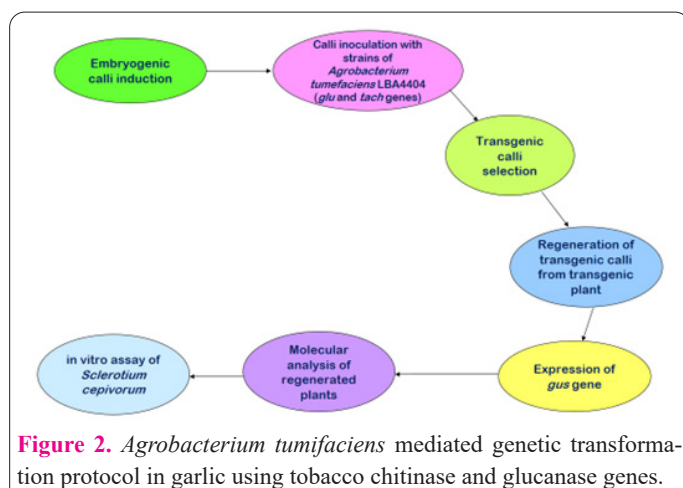 Embryogenic
calli induction
Calli inoculation with
strains of
Agrobacterium
tumefaciens LBA4404
(glu and tach genes)
Transgenic
calli
selection
Regeneration of
transgenic calli
from transgenic
plant
Expression of
gus gene
Molecular
analysis of
regenerated
plants
in vitro assay of
Sclerotium
cepivorum
Figure 2. Agrobacterium tumifaciens mediated genetic transforma-
tion protocol in garlic using tobacco chitinase and glucanase genes.